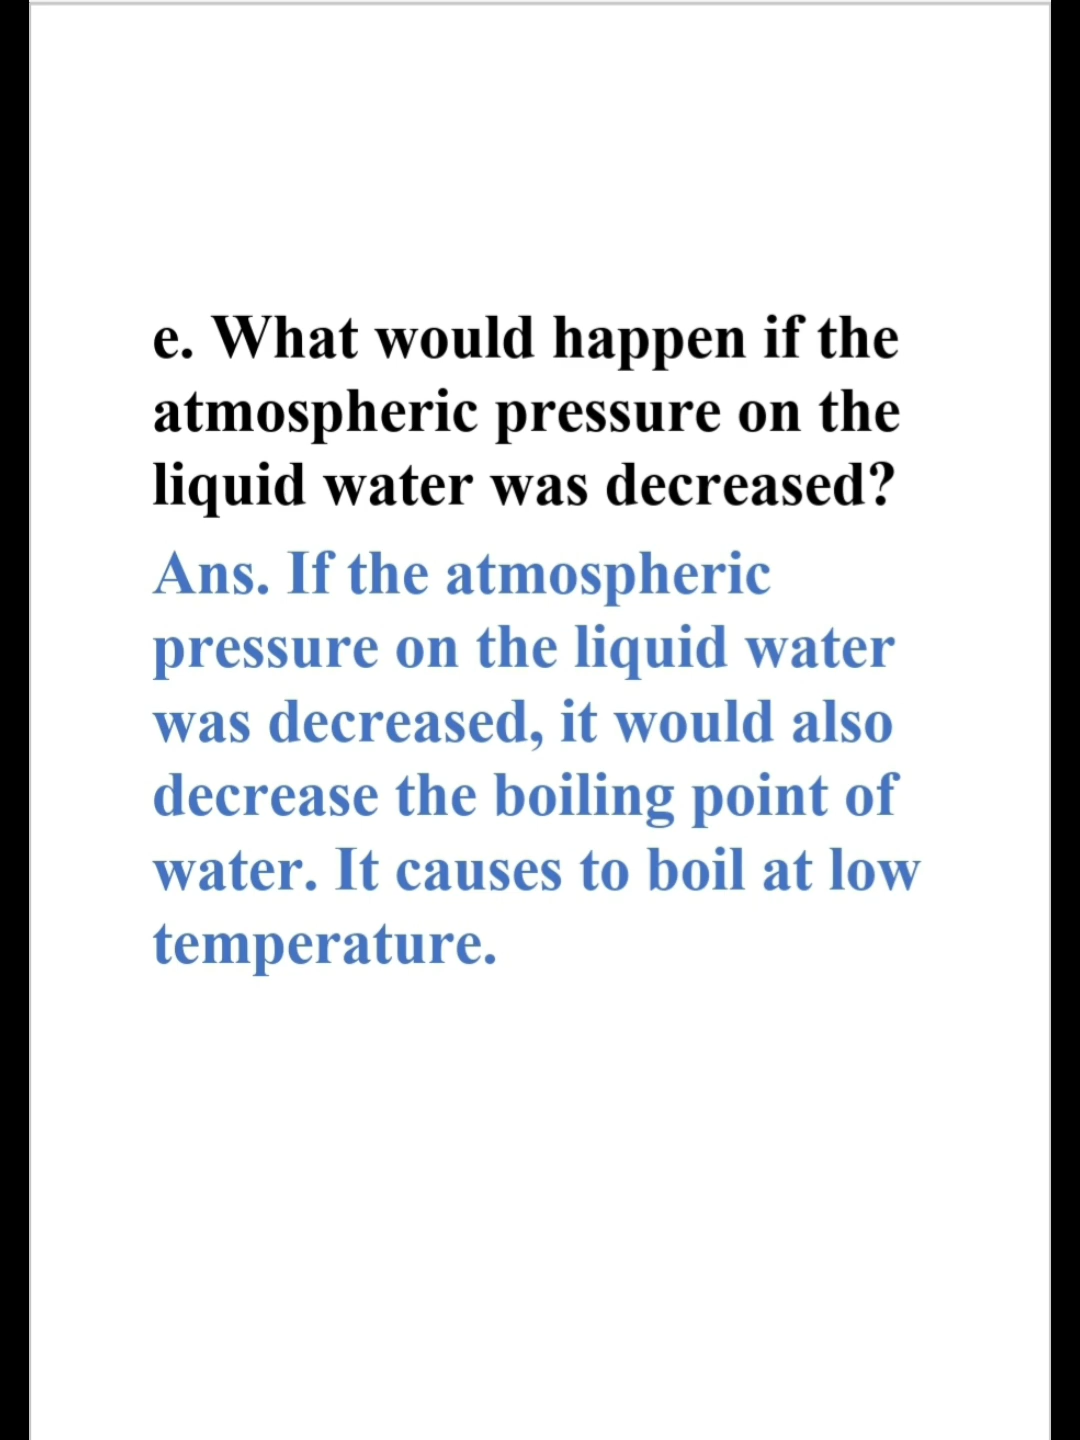 e. What would happen if the
atmospheric pressure on the
liquid water was decreased?
Ans. If the atmospheric
pressure on the liquid water
was decreased, it would also
decrease the boiling point of
water. It causes to boil at low
temperature.